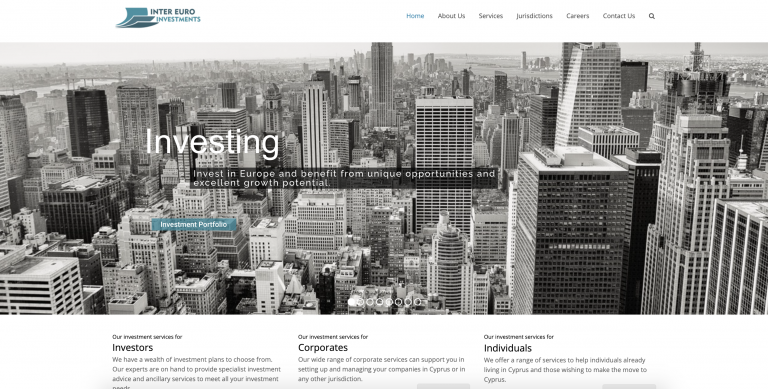 INTER EURO
INVESTMENTS
Home About Us Services Jurisdictions Careers Contact Us
Investing
Invest in Europe and benefit from unique opportunities and
excellent growth potential.
Investment Portfolio
Our investment services for
Investors
We have a wealth of investment plans to choose from.
Our experts are on hand to provide specialist investment
advice and ancillary services to meet all your investment
needs
Our investment services for
Corporates
Our wide range of corporate services can support you in
setting up and managing your companies in Cyprus or in
any other jurisdiction.
Our investment services for
Individuals
We offer a range of services to help individuals already
living in Cyprus and those wishing to make the move to
Cyprus.